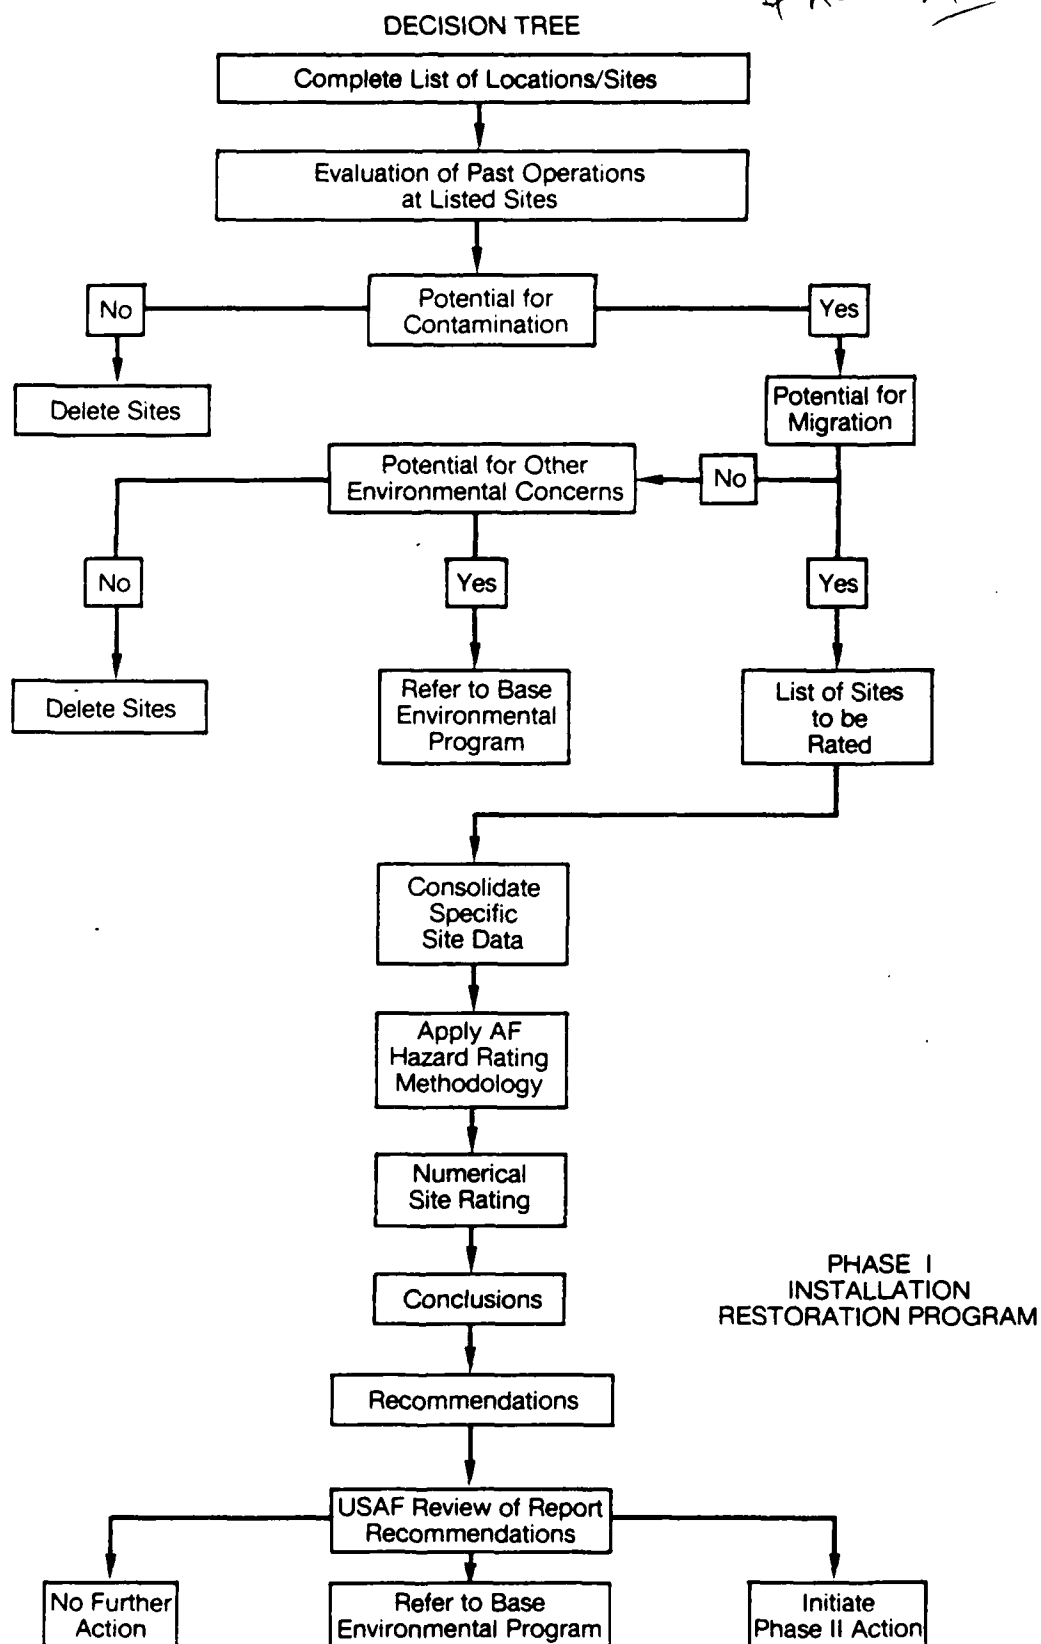 DECISION TREE
Complete List of Locations/Sites
Evaluation of Past Operations
at Listed Sites
No
Potential for
Contamination
Yes
Delete Sites
Potential for
Migration
Potential for Other
Environmental Concerns
No
No
Yes
Yes
Delete Sites
Refer to Base
Environmental
Program
List of Sites
to be
Rated
Consolidate
Specific
Site Data
Apply AF
Hazard Rating
Methodology
Numerical
Site Rating
Conclusions
PHASE I
INSTALLATION
RESTORATION PROGRAM
Recommendations
USAF Review of Report
Recommendations
No Further
Action
Refer to Base
Environmental Program
Initiate
Phase II Action